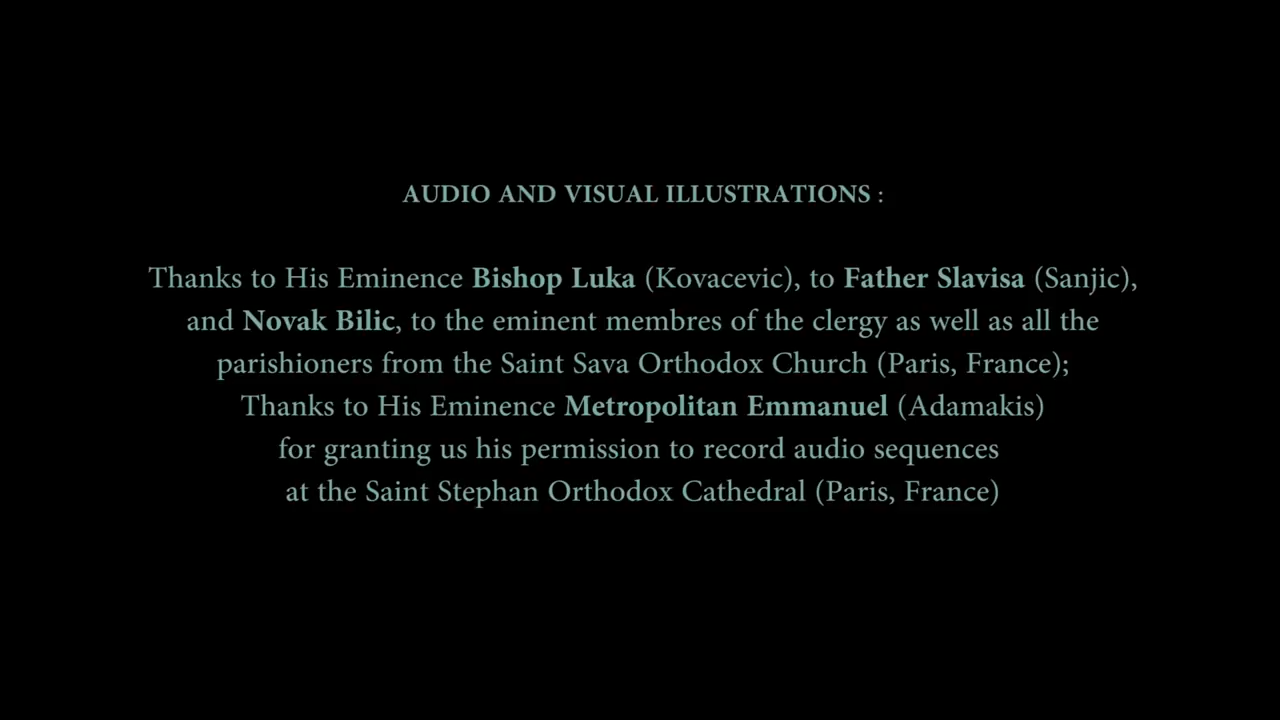 AUDIO AND VISUAL ILLUSTRATIONS :
Thanks to His Eminence Bishop Luka (Kovacevic), to Father Slavisa (Sanjic),
and Novak Bilic, to the eminent membres of the clergy as well as all the
parishioners from the Saint Sava Orthodox Church (Paris, France);
Thanks to His Eminence Metropolitan Emmanuel (Adamakis)
for granting us his permission to record audio sequences
at the Saint Stephan Orthodox Cathedral (Paris, France)